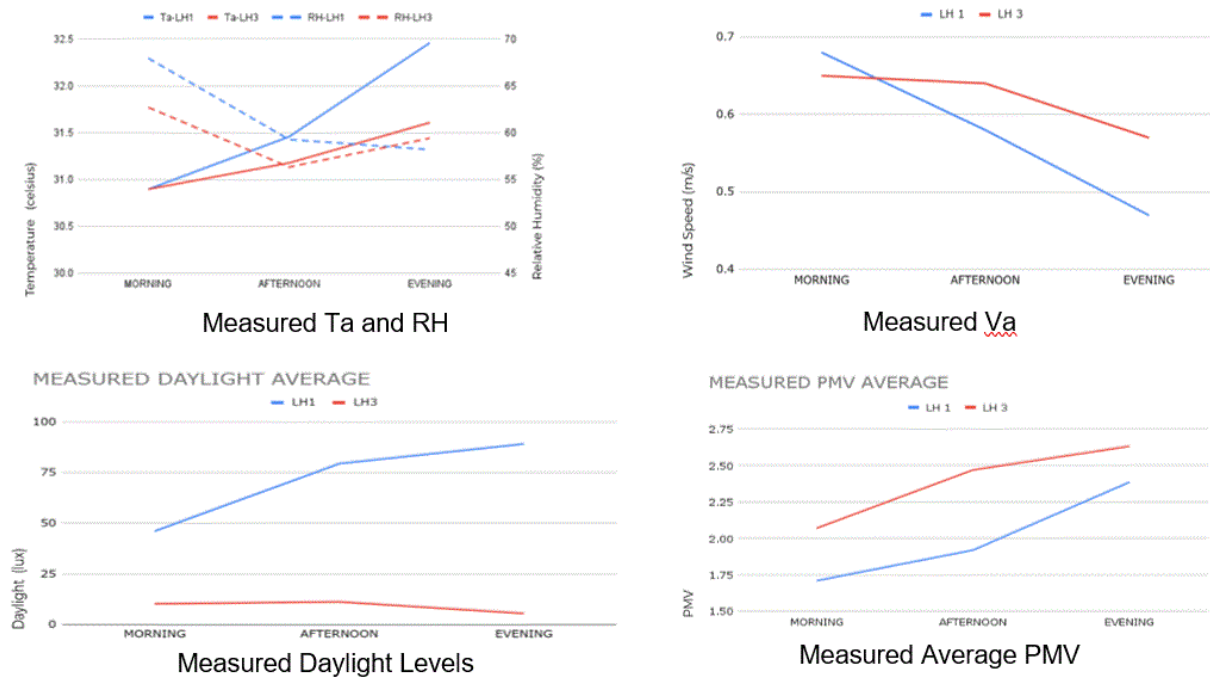 Ta-LH1 Ta-LH3 RH-LH1 RH-LH3
32.5 70
32.0 65
31.5 60
31.0 55
30.5 50
30.0 45
Temperature (celsius)
Relative Humidity (%)
MORNING AFTERNOON EVENING
Measured Ta and RH
LH 1 LH 3
0.7
0.6
0.5
0.4
Wind Speed (m/s)
MORNING AFTERNOON EVENING
Measured Va
MEASURED DAYLIGHT AVERAGE
LH1 LH3
100
75
50
25
0
Daylight (lux)
MORNING AFTERNOON EVENING
Measured Daylight Levels
MEASURED PMV AVERAGE
LH 1 LH 3
2.75
2.50
2.25
2.00
1.75
1.50
PMV
MORNING AFTERNOON EVENING
Measured Average PMV